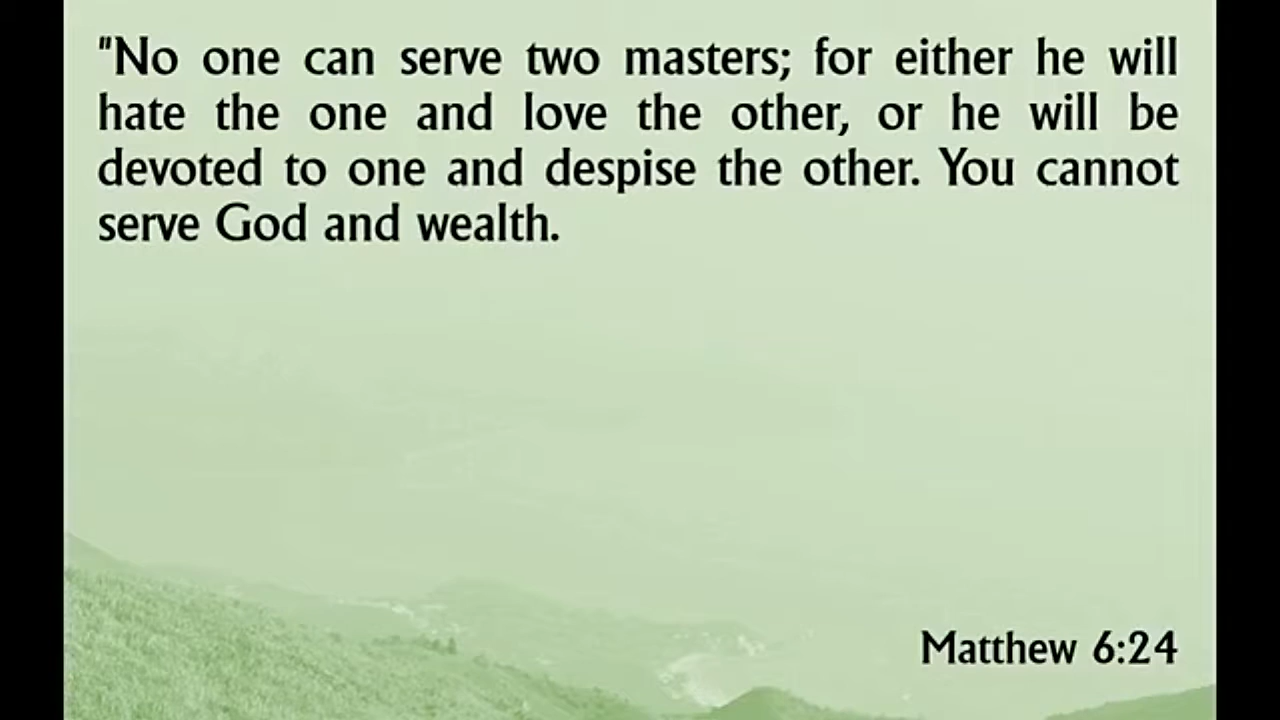 "No one can serve two masters; for either he will
hate the one and love the other, or he will be
devoted to one and despise the other. You cannot
serve God and wealth.
Matthew 6:24